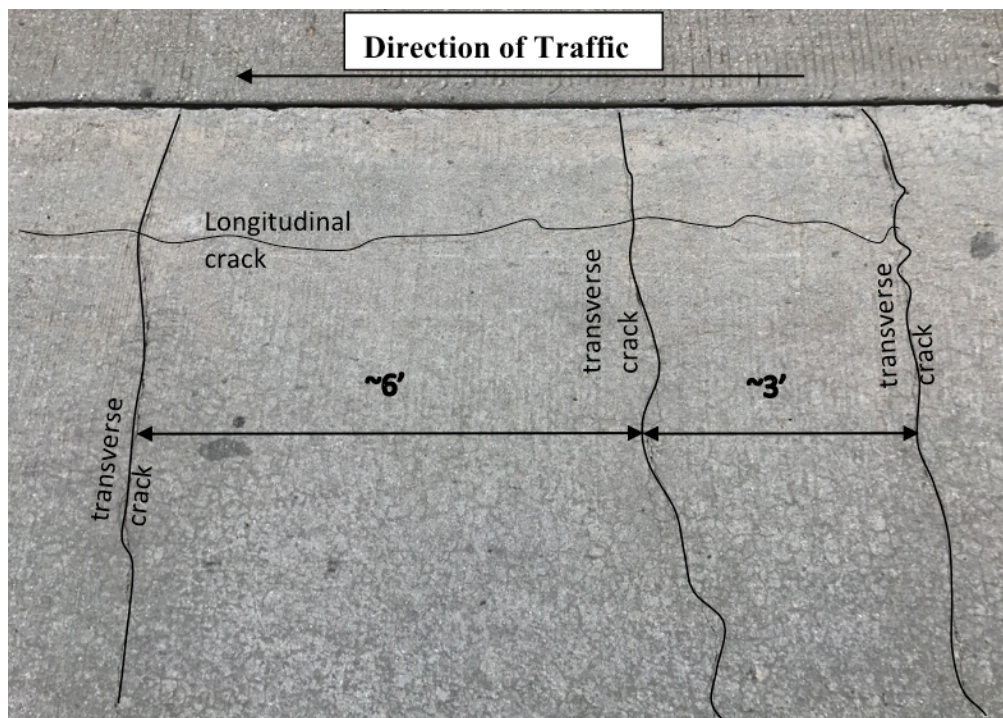 Direction of Traffic
Longitudinal
crack
transverse
crack
transverse
crack
transverse
crack
~6'
~3'